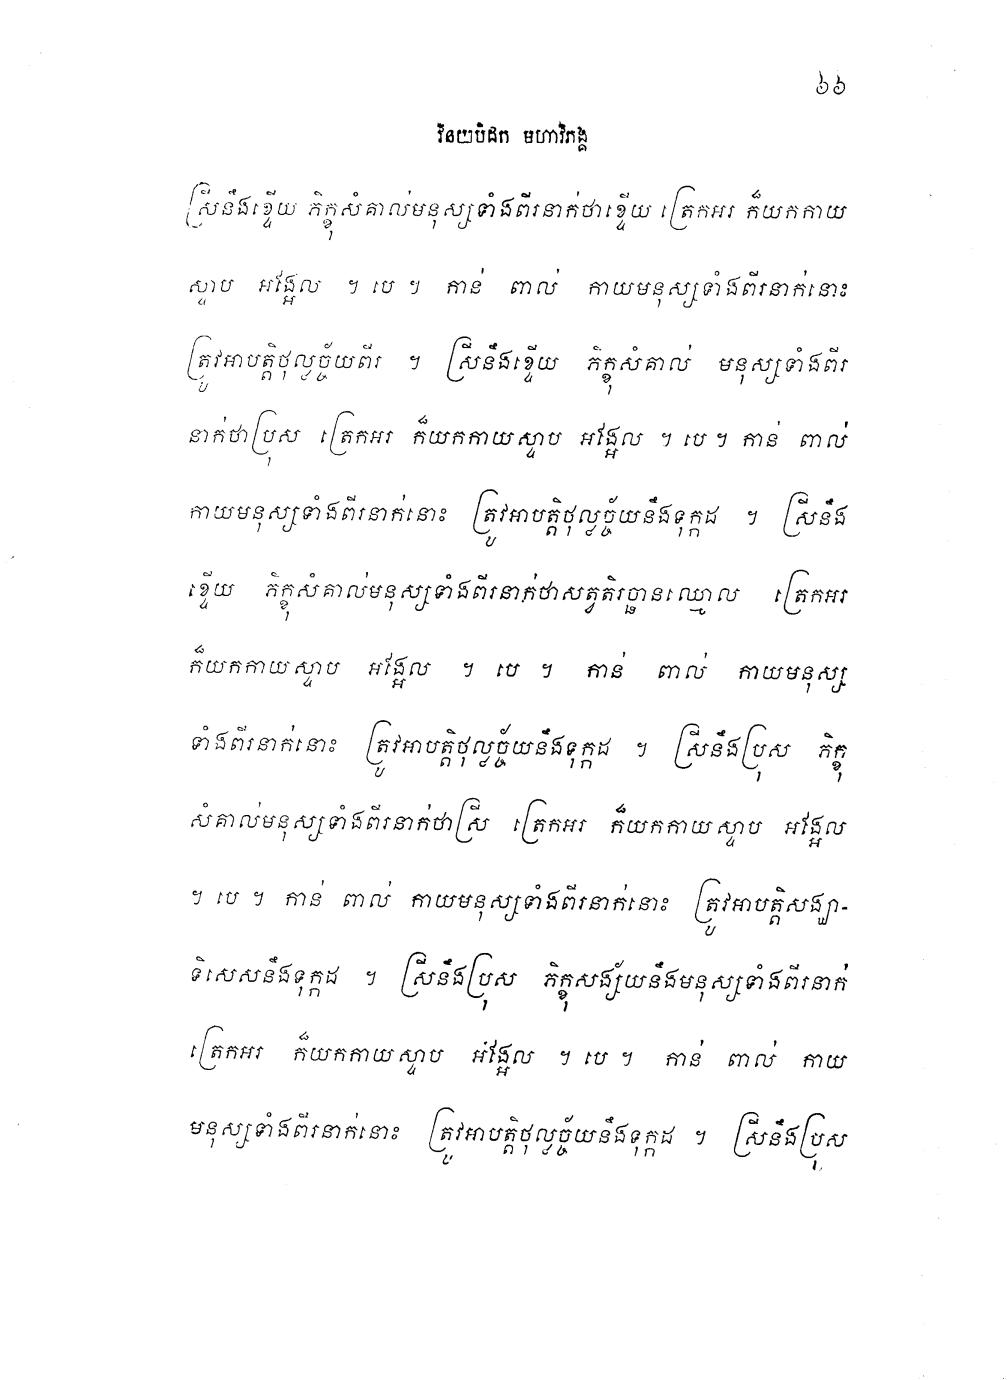 ៦៦
វិនយបិដក មហាវិភង្គ
ស្រីនឹងខ្ទើយ ភិក្ខុសំគាល់មនុស្សទាំងពីរនាក់ថាខ្ទើយ ត្រេកអរ ក៏យកកាយ
ស្ទាប អង្អែល ។ បេ ។ កាន់ ពាល់ កាយមនុស្សទាំងពីរនាក់នោះ
ត្រូវអាបត្តិថុល្លច្ច័យពីរ ។ ស្រីនឹងខ្ទើយ ភិក្ខុសំគាល់ មនុស្សទាំងពីរ
នាក់ថាប្រុស ត្រេកអរ ក៏យកកាយស្ទាប អង្អែល ។ បេ ។ កាន់ ពាល់
កាយមនុស្សទាំងពីរនាក់នោះ ត្រូវអាបត្តិថុល្លច្ច័យនឹងទុក្កដ ។ ស្រីនឹង
ខ្ទើយ ភិក្ខុសំគាល់មនុស្សទាំងពីរនាក់ថាសត្វតិរច្ឆានឈ្មោល ត្រេកអរ
ក៏យកកាយស្ទាប អង្អែល ។ បេ ។ កាន់ ពាល់ កាយមនុស្ស
ទាំងពីរនាក់នោះ ត្រូវអាបត្តិថុល្លច្ច័យនឹងទុក្កដ ។ ស្រីនឹងប្រុស ភិក្ខុ
សំគាល់មនុស្សទាំងពីរនាក់ថាស្រី ត្រេកអរ ក៏យកកាយស្ទាប អង្អែល
។ បេ ។ កាន់ ពាល់ កាយមនុស្សទាំងពីរនាក់នោះ ត្រូវអាបត្តិសង្ឃា-
ទិសេសនឹងទុក្កដ ។ ស្រីនឹងប្រុស ភិក្ខុសង្ស័យនឹងមនុស្សទាំងពីរនាក់
ត្រេកអរ ក៏យកកាយស្ទាប អង្អែល ។ បេ ។ កាន់ ពាល់ កាយ
មនុស្សទាំងពីរនាក់នោះ ត្រូវអាបត្តិថុល្លច្ច័យនឹងទុក្កដ ។ ស្រីនឹងប្រុស